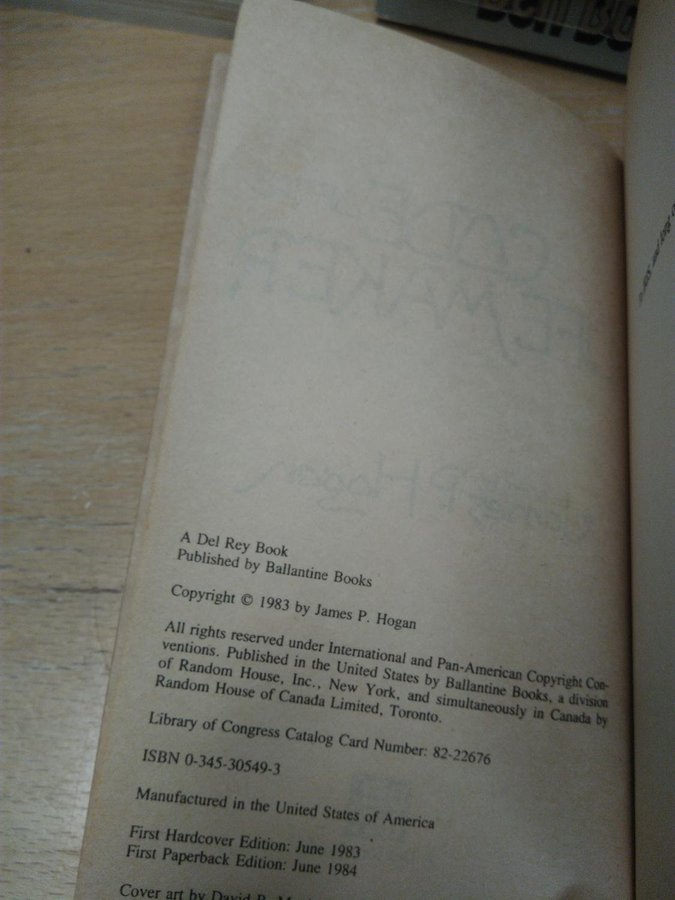 A Del Rey Book
Published by Ballantine Books
Copyright © 1983 by James P. Hogan
All rights reserved under International and Pan-American Copyright Con-
ventions. Published in the United States by Ballantine Books, a division
of Random House, Inc., New York, and simultaneously in Canada by
Random House of Canada Limited, Toronto.
Library of Congress Catalog Card Number: 82-22676
ISBN 0-345-30549-3
Manufactured in the United States of America
First Hardcover Edition: June 1983
First Paperback Edition: June 1984
Cover art by David B.